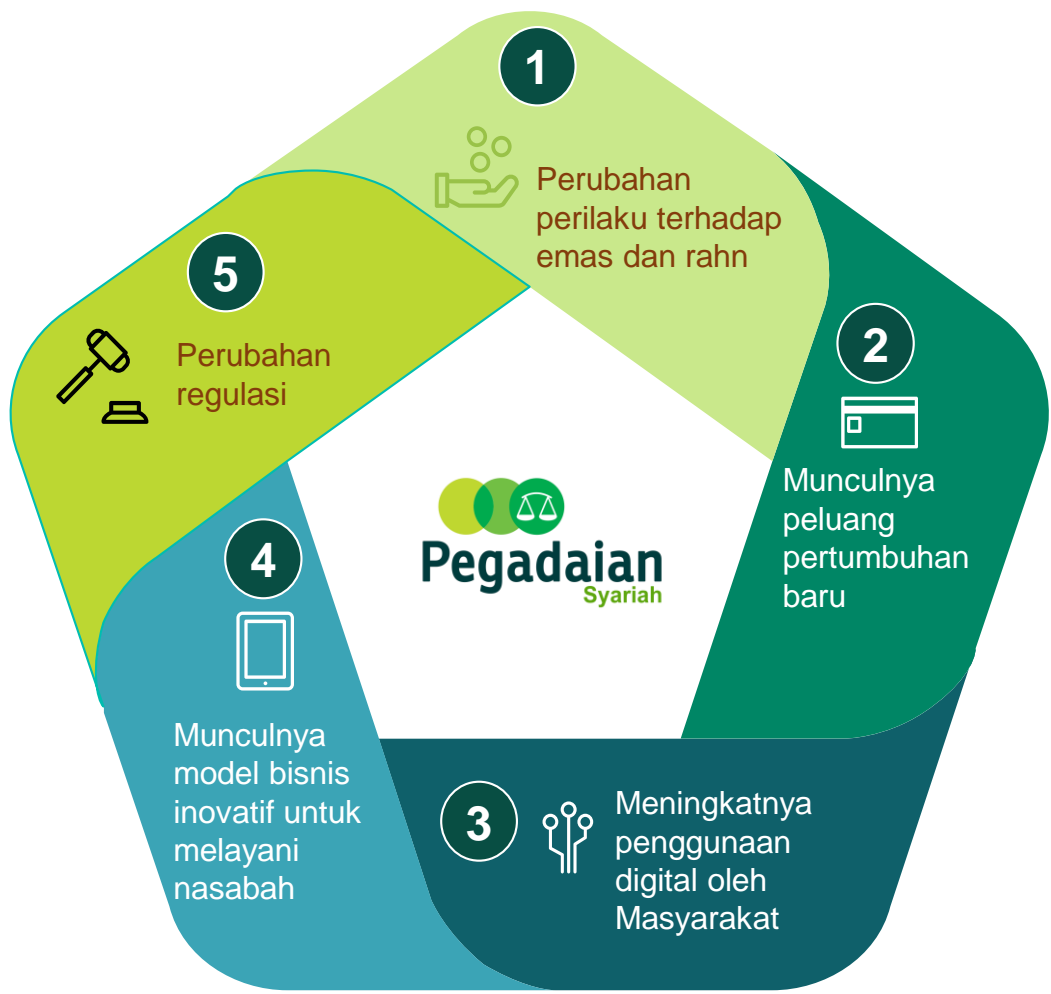 1
Perubahan
perilaku terhadap
emas dan rahn
2
Munculnya
peluang
pertumbuhan
baru
3
Meningkatnya
penggunaan
digital oleh
Masyarakat
4
Munculnya
model bisnis
inovatif untuk
melayani
nasabah
5
Perubahan
regulasi
Pegadaian
Syariah